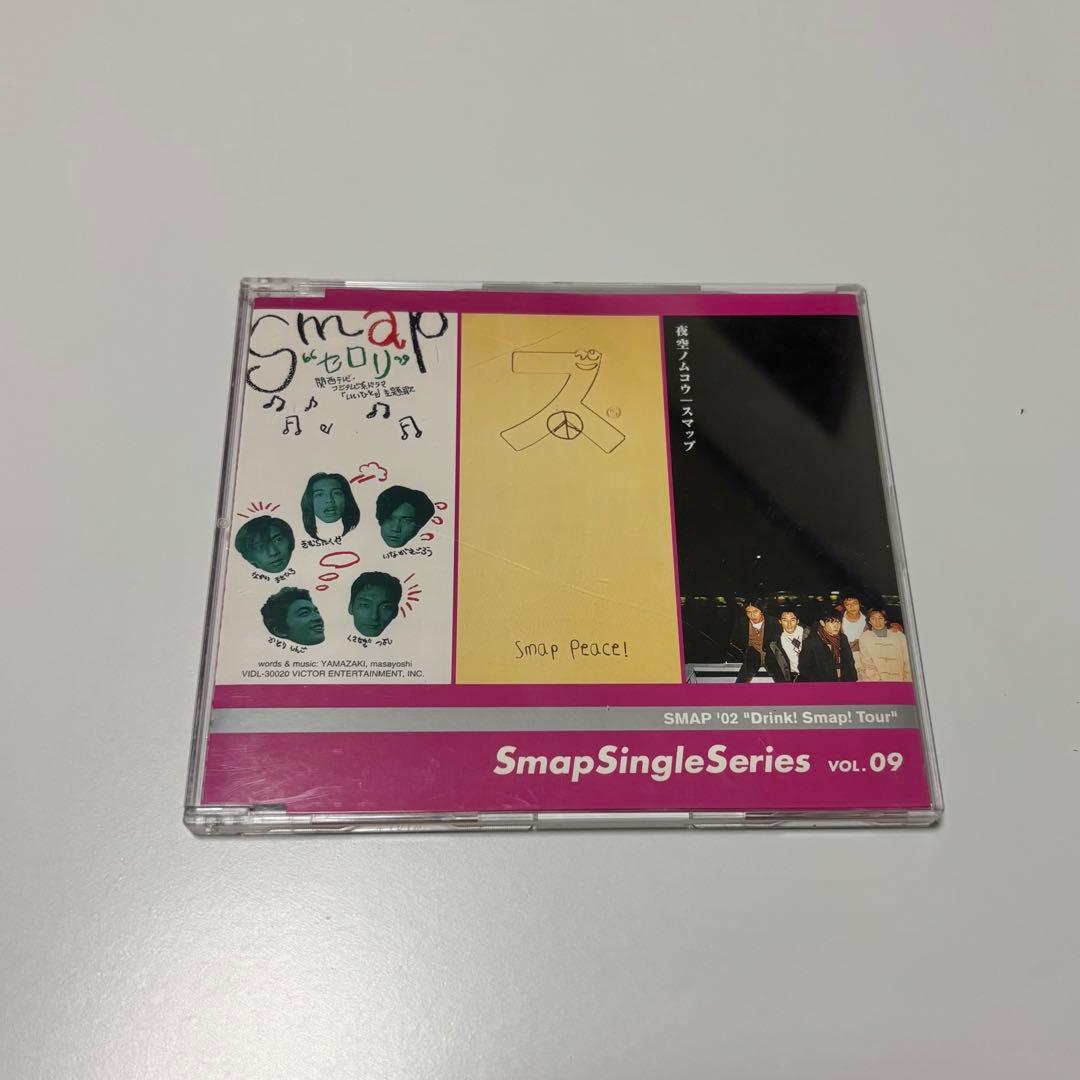 smap
"セロリ"
関西テレビ・
フジテレビ系ドラマ
「いいひと」主題歌
きむらたくや
いながきごろう
なかい まさひろ
かとりしんご
くさなぎ つよし
words & music: YAMAZAKI, masayoshi
VIDL-30020 VICTOR ENTERTAINMENT, INC.
ス
Smap Peace!
夜空ノムコウ｜スマップ
SMAP '02 "Drink! Smap! Tour"
SmapSingleSeries VOL. 09